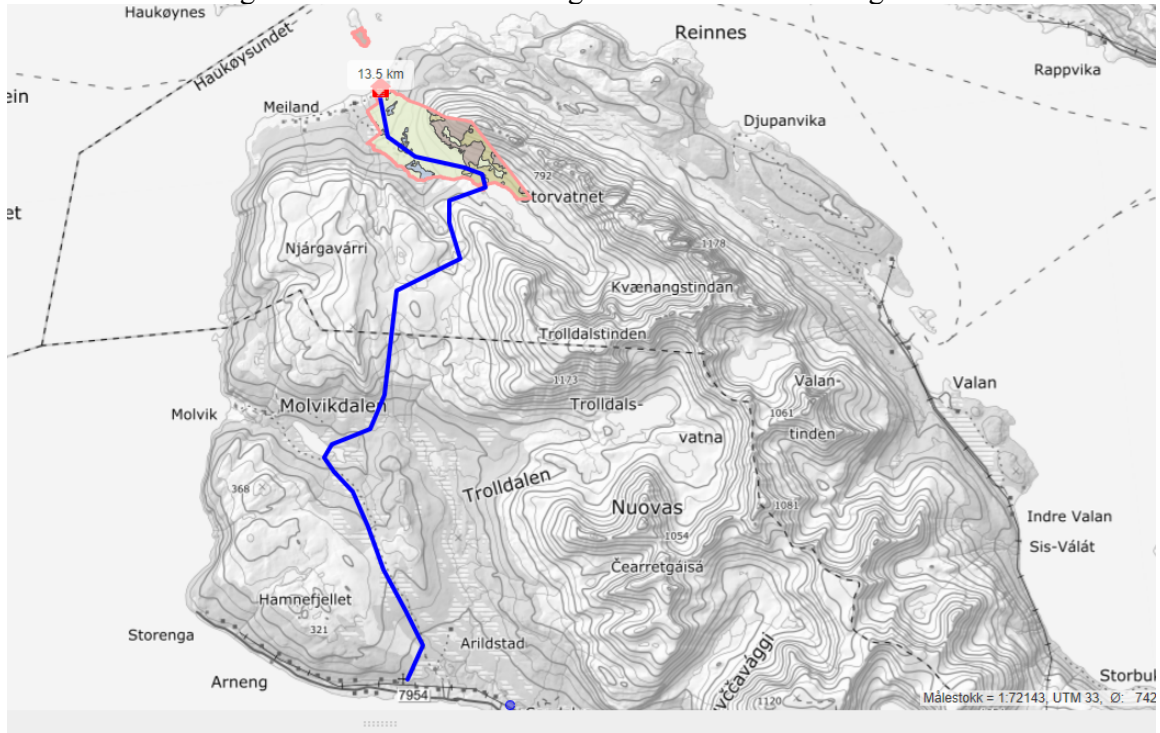 Haukøynes
Reinnes
Haukøysundet
Rappvika
13.5 km
ein
Meiland
Djupanvika
792
Storvatnet
et
Njárgavárri
1178
Kvænangstindan
Trolldalstinden
1173
Valan-
Valan
Molvik
Molvikdalen
Trolldals-
1061
vatna
tinden
368
Trolldalen
Nuovas
1081
Indre Valan
1054
Sis-Válát
Čearretgáisá
Hamnefjellet
321
Storenga
Arildstad
Arneng
Storbuk
7954
1120
Målestokk = 1:72143, UTM 33, Ø: 742